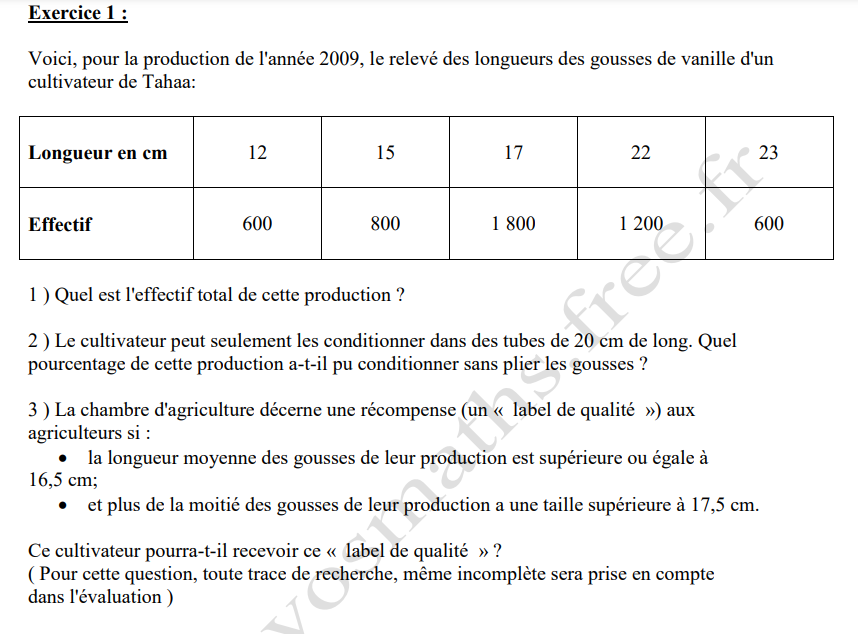 Exercice 1 :
Voici, pour la production de l'année 2009, le relevé des longueurs des gousses de vanille d'un
cultivateur de Tahaa:
Longueur en cm 12 15 17 22 23
Effectif 600 800 1 800 1 200 600
1 ) Quel est l'effectif total de cette production ?
2 ) Le cultivateur peut seulement les conditionner dans des tubes de 20 cm de long. Quel
pourcentage de cette production a-t-il pu conditionner sans plier les gousses ?
3 ) La chambre d'agriculture décerne une récompense (un « label de qualité ») aux
agriculteurs si :
• la longueur moyenne des gousses de leur production est supérieure ou égale à
16,5 cm;
• et plus de la moitié des gousses de leur production a une taille supérieure à 17,5 cm.
Ce cultivateur pourra-t-il recevoir ce « label de qualité » ?
( Pour cette question, toute trace de recherche, même incomplète sera prise en compte
dans l'évaluation )
vosmaths.free.fr